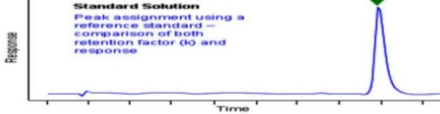 Standard Solution
Peak assignment using a
reference standard –
comparison of both
retention factor (k) and
response
Response
Time